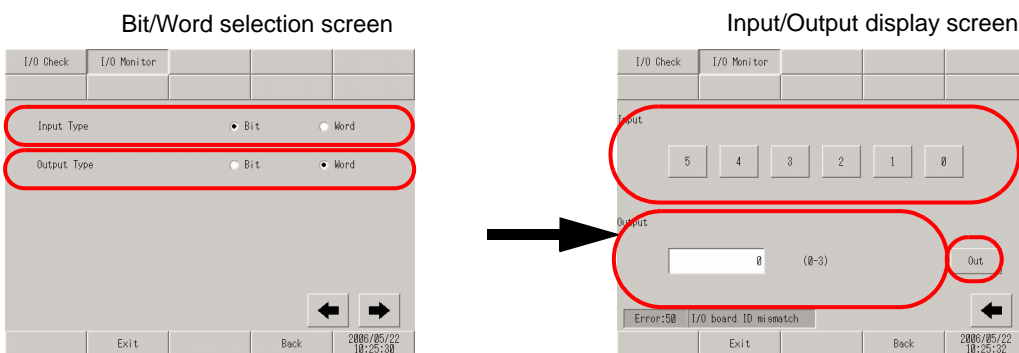 Bit/Word selection screen
I/O Check I/O Monitor
Input Type Bit Word
Output Type Bit Word
Exit Back 2006/05/22
10:25:30
Input/Output display screen
I/O Check I/O Monitor
Input
5 4 3 2 1 0
Output
0 (0-3) Out
Error:50 I/O board ID mismatch
Exit Back 2006/05/22
10:25:32